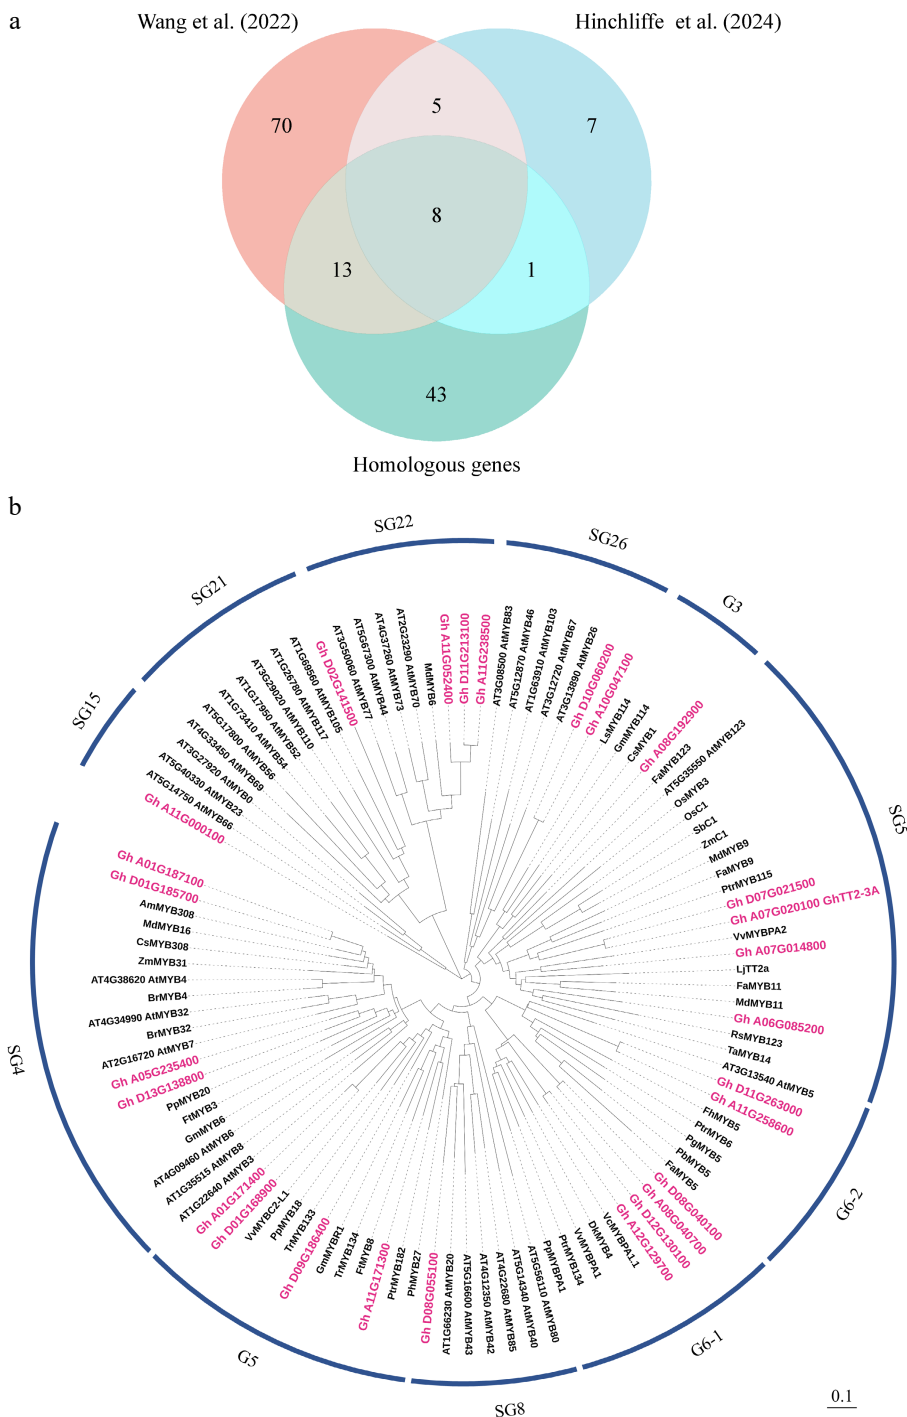 a
Wang et al. (2022)
Hinchliffe et al. (2024)
70
5
7
8
13
1
43
Homologous genes
b
SG22
SG26
G3
SG5
G6-2
G6-1
SG8
G5
SG4
SG15
SG21
AT3G08500 AtMYB83
AT5G12870 AtMYB46
AT1G63910 AtMYB103
AT3G12720 AtMYB67
AT3G13890 AtMYB26
Gh D10G060200
Gh A10G047100
LsMYB114
GmMYB114
CsMYB1
Gh A08G192900
FaMYB123
AT5G35550 AtMYB123
OsMYB3
OsC1
SbC1
ZmC1
MdMYB9
FaMYB9
PtrMYB115
Gh D07G021500
Gh A07G020100 GhTT2-3A
VvMYBPA2
Gh A07G014800
LjTT2a
FaMYB11
MdMYB11
Gh A06G085200
RsMYB123
TaMYB14
AT3G13540 AtMYB5
Gh D11G263000
Gh A11G258600
FhMYB5
PtrMYB6
PgMYB5
PbMYB5
FaMYB5
Gh D08G040100
Gh A08G040700
Gh D12G130100
Gh A12G129700
VcMYBPA1.1
DkMYB4
VvMYBPA1
PtrMYB134
PpMYBPA1
AT5G56110 AtMYB80
AT5G14340 AtMYB40
AT4G22680 AtMYB85
AT4G12350 AtMYB42
AT5G16600 AtMYB43
AT1G66230 AtMYB20
Gh D08G055100
PhMYB27
PtrMYB182
Gh A11G171300
FtMYB8
TrMYB134
GmMYBR1
Gh D09G186400
TrMYB133
PpMYB18
VvMYBC2-L1
Gh D01G168900
Gh A01G171400
AT1G22640 AtMYB3
AT1G35515 AtMYB8
AT4G09460 AtMYB6
GmMYB6
FtMYB3
PpMYB20
Gh D13G138800
Gh A05G235400
AT2G16720 AtMYB7
BrMYB32
AT4G34990 AtMYB32
BrMYB4
AT4G38620 AtMYB4
ZmMYB31
CsMYB308
MdMYB16
AmMYB308
Gh D01G185700
Gh A01G187100
Gh A11G000100
AT5G14750 AtMYB66
AT5G40330 AtMYB23
AT3G27920 AtMYB0
AT4G33450 AtMYB69
AT5G17800 AtMYB56
AT1G73410 AtMYB54
AT1G17950 AtMYB52
AT3G29020 AtMYB110
AT1G26780 AtMYB117
AT1G69560 AtMYB105
Gh D02G141500
AT3G50060 AtMYB77
AT5G67300 AtMYB44
AT4G37260 AtMYB73
AT2G23290 AtMYB70
MdMYB6
Gh A11G052400
Gh D11G213100
Gh A11G238500
0.1